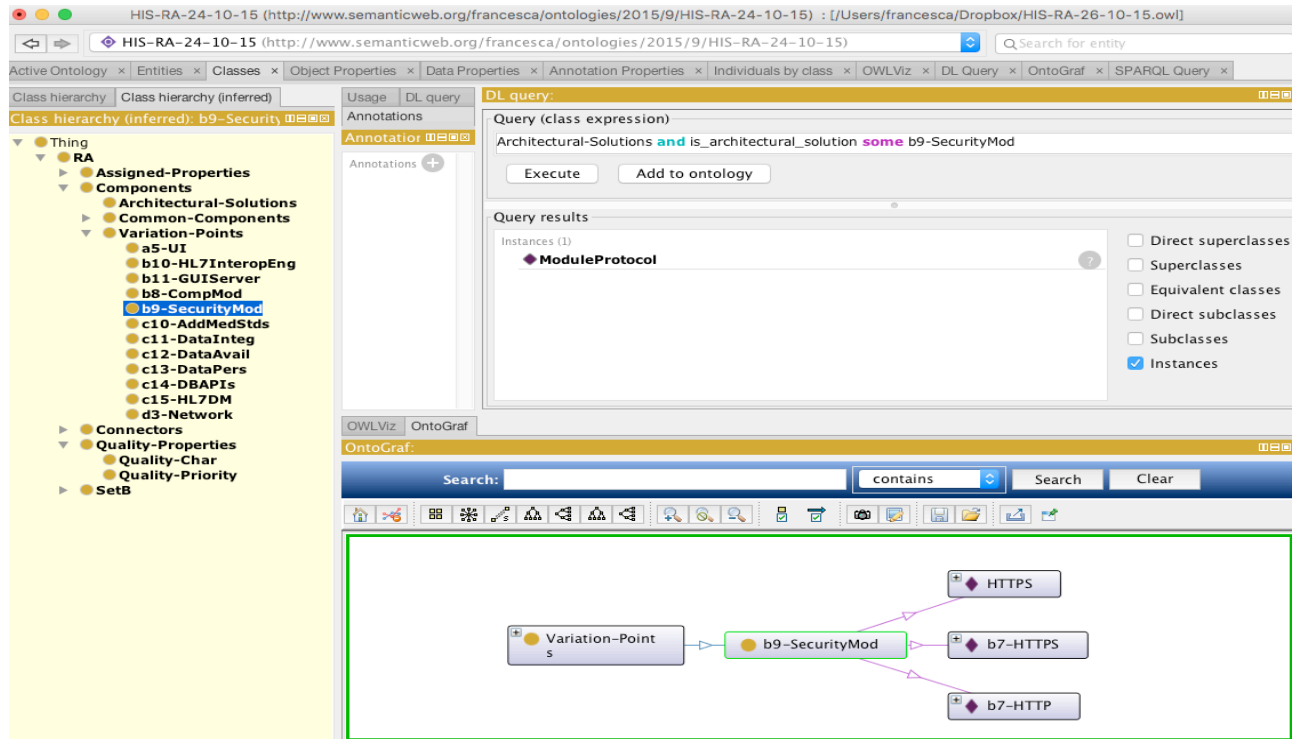 HIS-RA-24-10-15 (http://www.semanticweb.org/francesca/ontologies/2015/9/HIS-RA-24-10-15) : [/Users/francesca/Dropbox/HIS-RA-26-10-15.owl]
HIS-RA-24-10-15 (http://www.semanticweb.org/francesca/ontologies/2015/9/HIS-RA-24-10-15)
Search for entity
Active Ontology × Entities × Classes × Object Properties × Data Properties × Annotation Properties × Individuals by class × OWLViz × DL Query × OntoGraf × SPARQL Query ×
Class hierarchy Class hierarchy (inferred)
Class hierarchy (inferred): b9-Security
Thing
RA
Assigned-Properties
Components
Architectural-Solutions
Common-Components
Variation-Points
a5-UI
b10-HL7InteropEng
b11-GUIServer
b8-CompMod
b9-SecurityMod
c10-AddMedStds
c11-DataInteg
c12-DataAvail
c13-DataPers
c14-DBAPIs
c15-HL7DM
d3-Network
Connectors
Quality-Properties
Quality-Char
Quality-Priority
SetB
Usage DL query
Annotations
Annotation
Annotations
DL query:
Query (class expression)
Architectural-Solutions and is_architectural_solution some b9-SecurityMod
Execute Add to ontology
Query results
Instances (1)
ModuleProtocol
?
Direct superclasses
Superclasses
Equivalent classes
Direct subclasses
Subclasses
Instances
OWLViz OntoGraf
OntoGraf:
Search: contains Search Clear
Variation-Point
s
b9-SecurityMod
HTTPS
b7-HTTPS
b7-HTTP